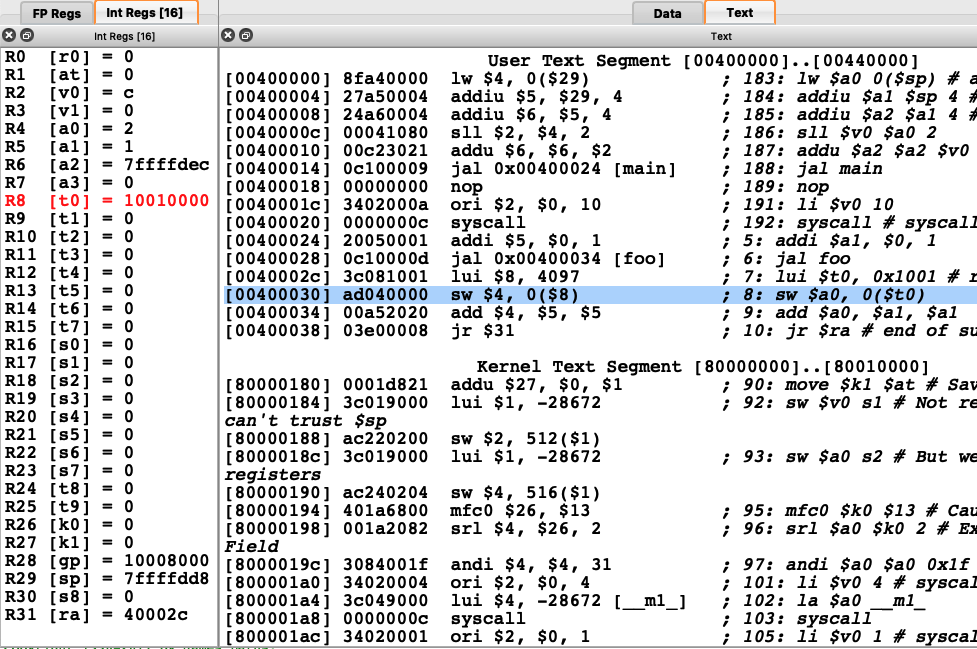 FP Regs Int Regs [16] Data Text
Int Regs [16] Text
R0 [r0] = 0
R1 [at] = 0
R2 [v0] = c
R3 [v1] = 0
R4 [a0] = 2
R5 [a1] = 1
R6 [a2] = 7ffffdec
R7 [a3] = 0
R8 [t0] = 10010000
R9 [t1] = 0
R10 [t2] = 0
R11 [t3] = 0
R12 [t4] = 0
R13 [t5] = 0
R14 [t6] = 0
R15 [t7] = 0
R16 [s0] = 0
R17 [s1] = 0
R18 [s2] = 0
R19 [s3] = 0
R20 [s4] = 0
R21 [s5] = 0
R22 [s6] = 0
R23 [s7] = 0
R24 [t8] = 0
R25 [t9] = 0
R26 [k0] = 0
R27 [k1] = 0
R28 [gp] = 10008000
R29 [sp] = 7ffffdd8
R30 [s8] = 0
R31 [ra] = 40002c
User Text Segment [00400000]..[00440000]
[00400000] 8fa40000 lw $4, 0($29) ; 183: lw $a0 0($sp) # a
[00400004] 27a50004 addiu $5, $29, 4 ; 184: addiu $a1 $sp 4 #
[00400008] 24a60004 addiu $6, $5, 4 ; 185: addiu $a2 $a1 4 #
[0040000c] 00041080 sll $2, $4, 2 ; 186: sll $v0 $a0 2
[00400010] 00c23021 addu $6, $6, $2 ; 187: addu $a2 $a2 $v0
[00400014] 0c100009 jal 0x00400024 [main] ; 188: jal main
[00400018] 00000000 nop ; 189: nop
[0040001c] 3402000a ori $2, $0, 10 ; 191: li $v0 10
[00400020] 0000000c syscall ; 192: syscall # syscall
[00400024] 20050001 addi $5, $0, 1 ; 5: addi $a1, $0, 1
[00400028] 0c10000d jal 0x00400034 [foo] ; 6: jal foo
[0040002c] 3c081001 lui $8, 4097 ; 7: lui $t0, 0x1001 # r
[00400030] ad040000 sw $4, 0($8) ; 8: sw $a0, 0($t0)
[00400034] 00a52020 add $4, $5, $5 ; 9: add $a0, $a1, $a1
[00400038] 03e00008 jr $31 ; 10: jr $ra # end of su
Kernel Text Segment [80000000]..[80010000]
[80000180] 0001d821 addu $27, $0, $1 ; 90: move $k1 $at # Sav
[80000184] 3c019000 lui $1, -28672 ; 92: sw $v0 s1 # Not re
can't trust $sp
[80000188] ac220200 sw $2, 512($1)
[8000018c] 3c019000 lui $1, -28672 ; 93: sw $a0 s2 # But we
registers
[80000190] ac240204 sw $4, 516($1)
[80000194] 401a6800 mfc0 $26, $13 ; 95: mfc0 $k0 $13 # Cau
[80000198] 001a2082 srl $4, $26, 2 ; 96: srl $a0 $k0 2 # Ex
Field
[8000019c] 3084001f andi $4, $4, 31 ; 97: andi $a0 $a0 0x1f
[800001a0] 34020004 ori $2, $0, 4 ; 101: li $v0 4 # syscal
[800001a4] 3c049000 lui $4, -28672 [__m1_] ; 102: la $a0 __m1_
[800001a8] 0000000c syscall ; 103: syscall
[800001ac] 34020001 ori $2, $0, 1 ; 105: li $v0 1 # syscal